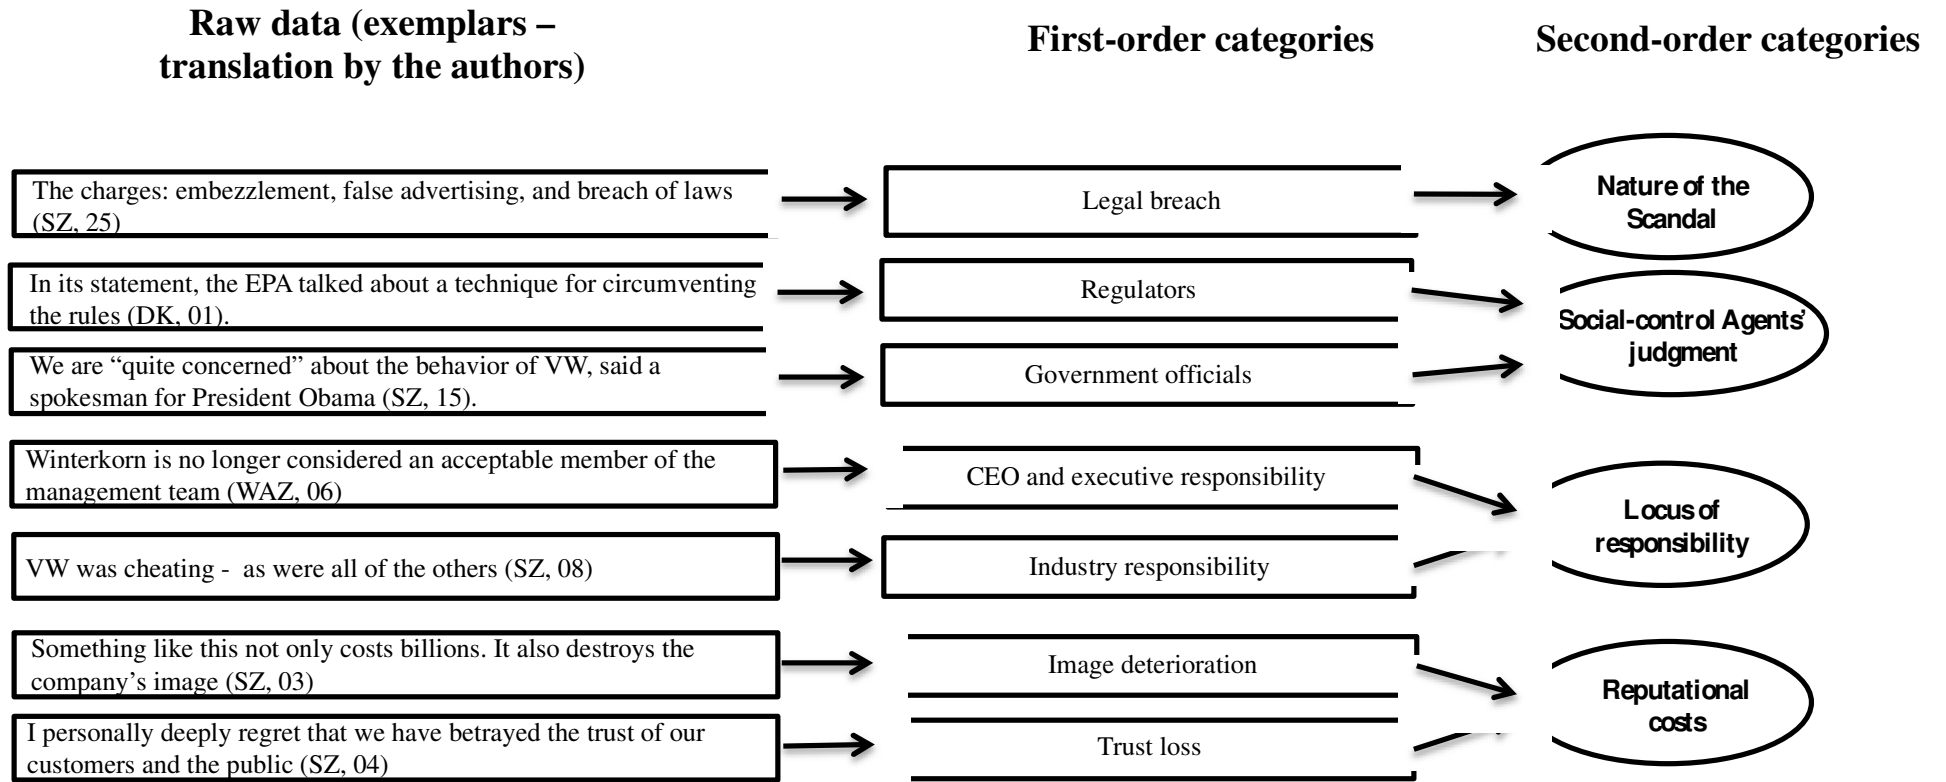 Raw data (exemplars –
translation by the authors)
First-order categories
Second-order categories
The charges: embezzlement, false advertising, and breach of laws
(SZ, 25)
Legal breach
Nature of the
Scandal
In its statement, the EPA talked about a technique for circumventing
the rules (DK, 01).
Regulators
Social-control Agents’
judgment
We are “quite concerned” about the behavior of VW, said a
spokesman for President Obama (SZ, 15).
Government officials
Winterkorn is no longer considered an acceptable member of the
management team (WAZ, 06)
CEO and executive responsibility
Locus of
responsibility
VW was cheating -  as were all of the others (SZ, 08)
Industry responsibility
Something like this not only costs billions. It also destroys the
company’s image (SZ, 03)
Image deterioration
Reputational
costs
I personally deeply regret that we have betrayed the trust of our
customers and the public (SZ, 04)
Trust loss